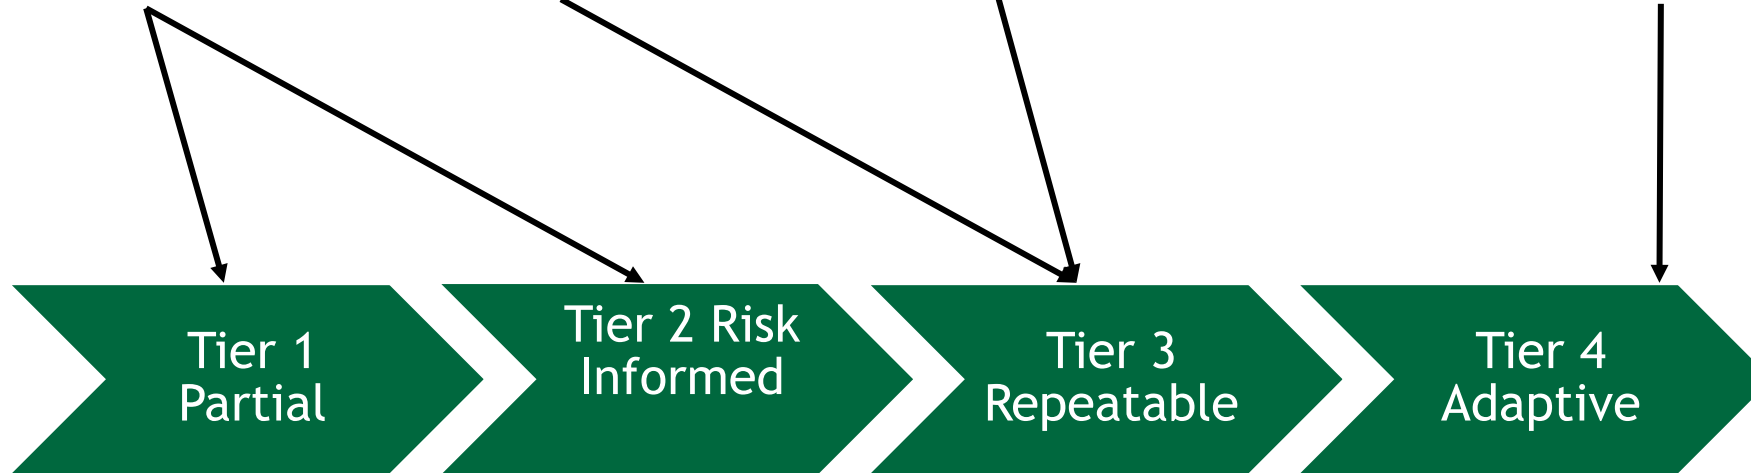 Tier 1
Partial
Tier 2 Risk
Informed
Tier 3
Repeatable
Tier 4
Adaptive